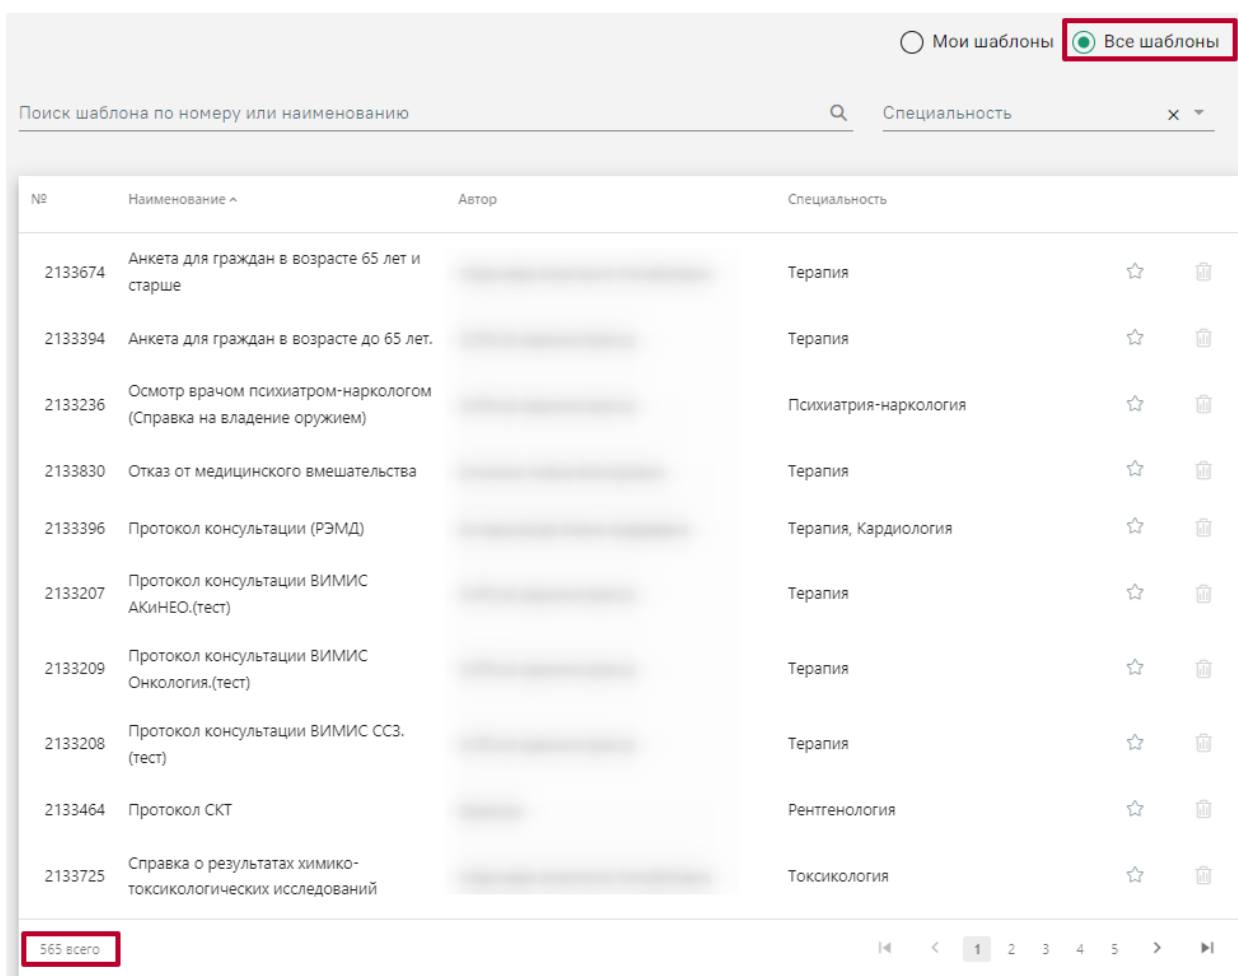 Мои шаблоны Все шаблоны
Поиск шаблона по номеру или наименованию Специальность
№ Наименование Автор Специальность
2133674 Анкета для граждан в возрасте 65 лет и Терапия
старше
2133394 Анкета для граждан в возрасте до 65 лет. Терапия
2133236 Осмотр врачом психиатром-наркологом Психиатрия-наркология
(Справка на владение оружием)
2133830 Отказ от медицинского вмешательства Терапия
2133396 Протокол консультации (РЭМД) Терапия, Кардиология
2133207 Протокол консультации ВИМИС Терапия
АКиНЕО.(тест)
2133209 Протокол консультации ВИМИС Терапия
Онкология.(тест)
2133208 Протокол консультации ВИМИС ССЗ. Терапия
(тест)
2133464 Протокол СКТ Рентгенология
2133725 Справка о результатах химико- Токсикология
токсикологических исследований
565 всего 1 2 3 4 5